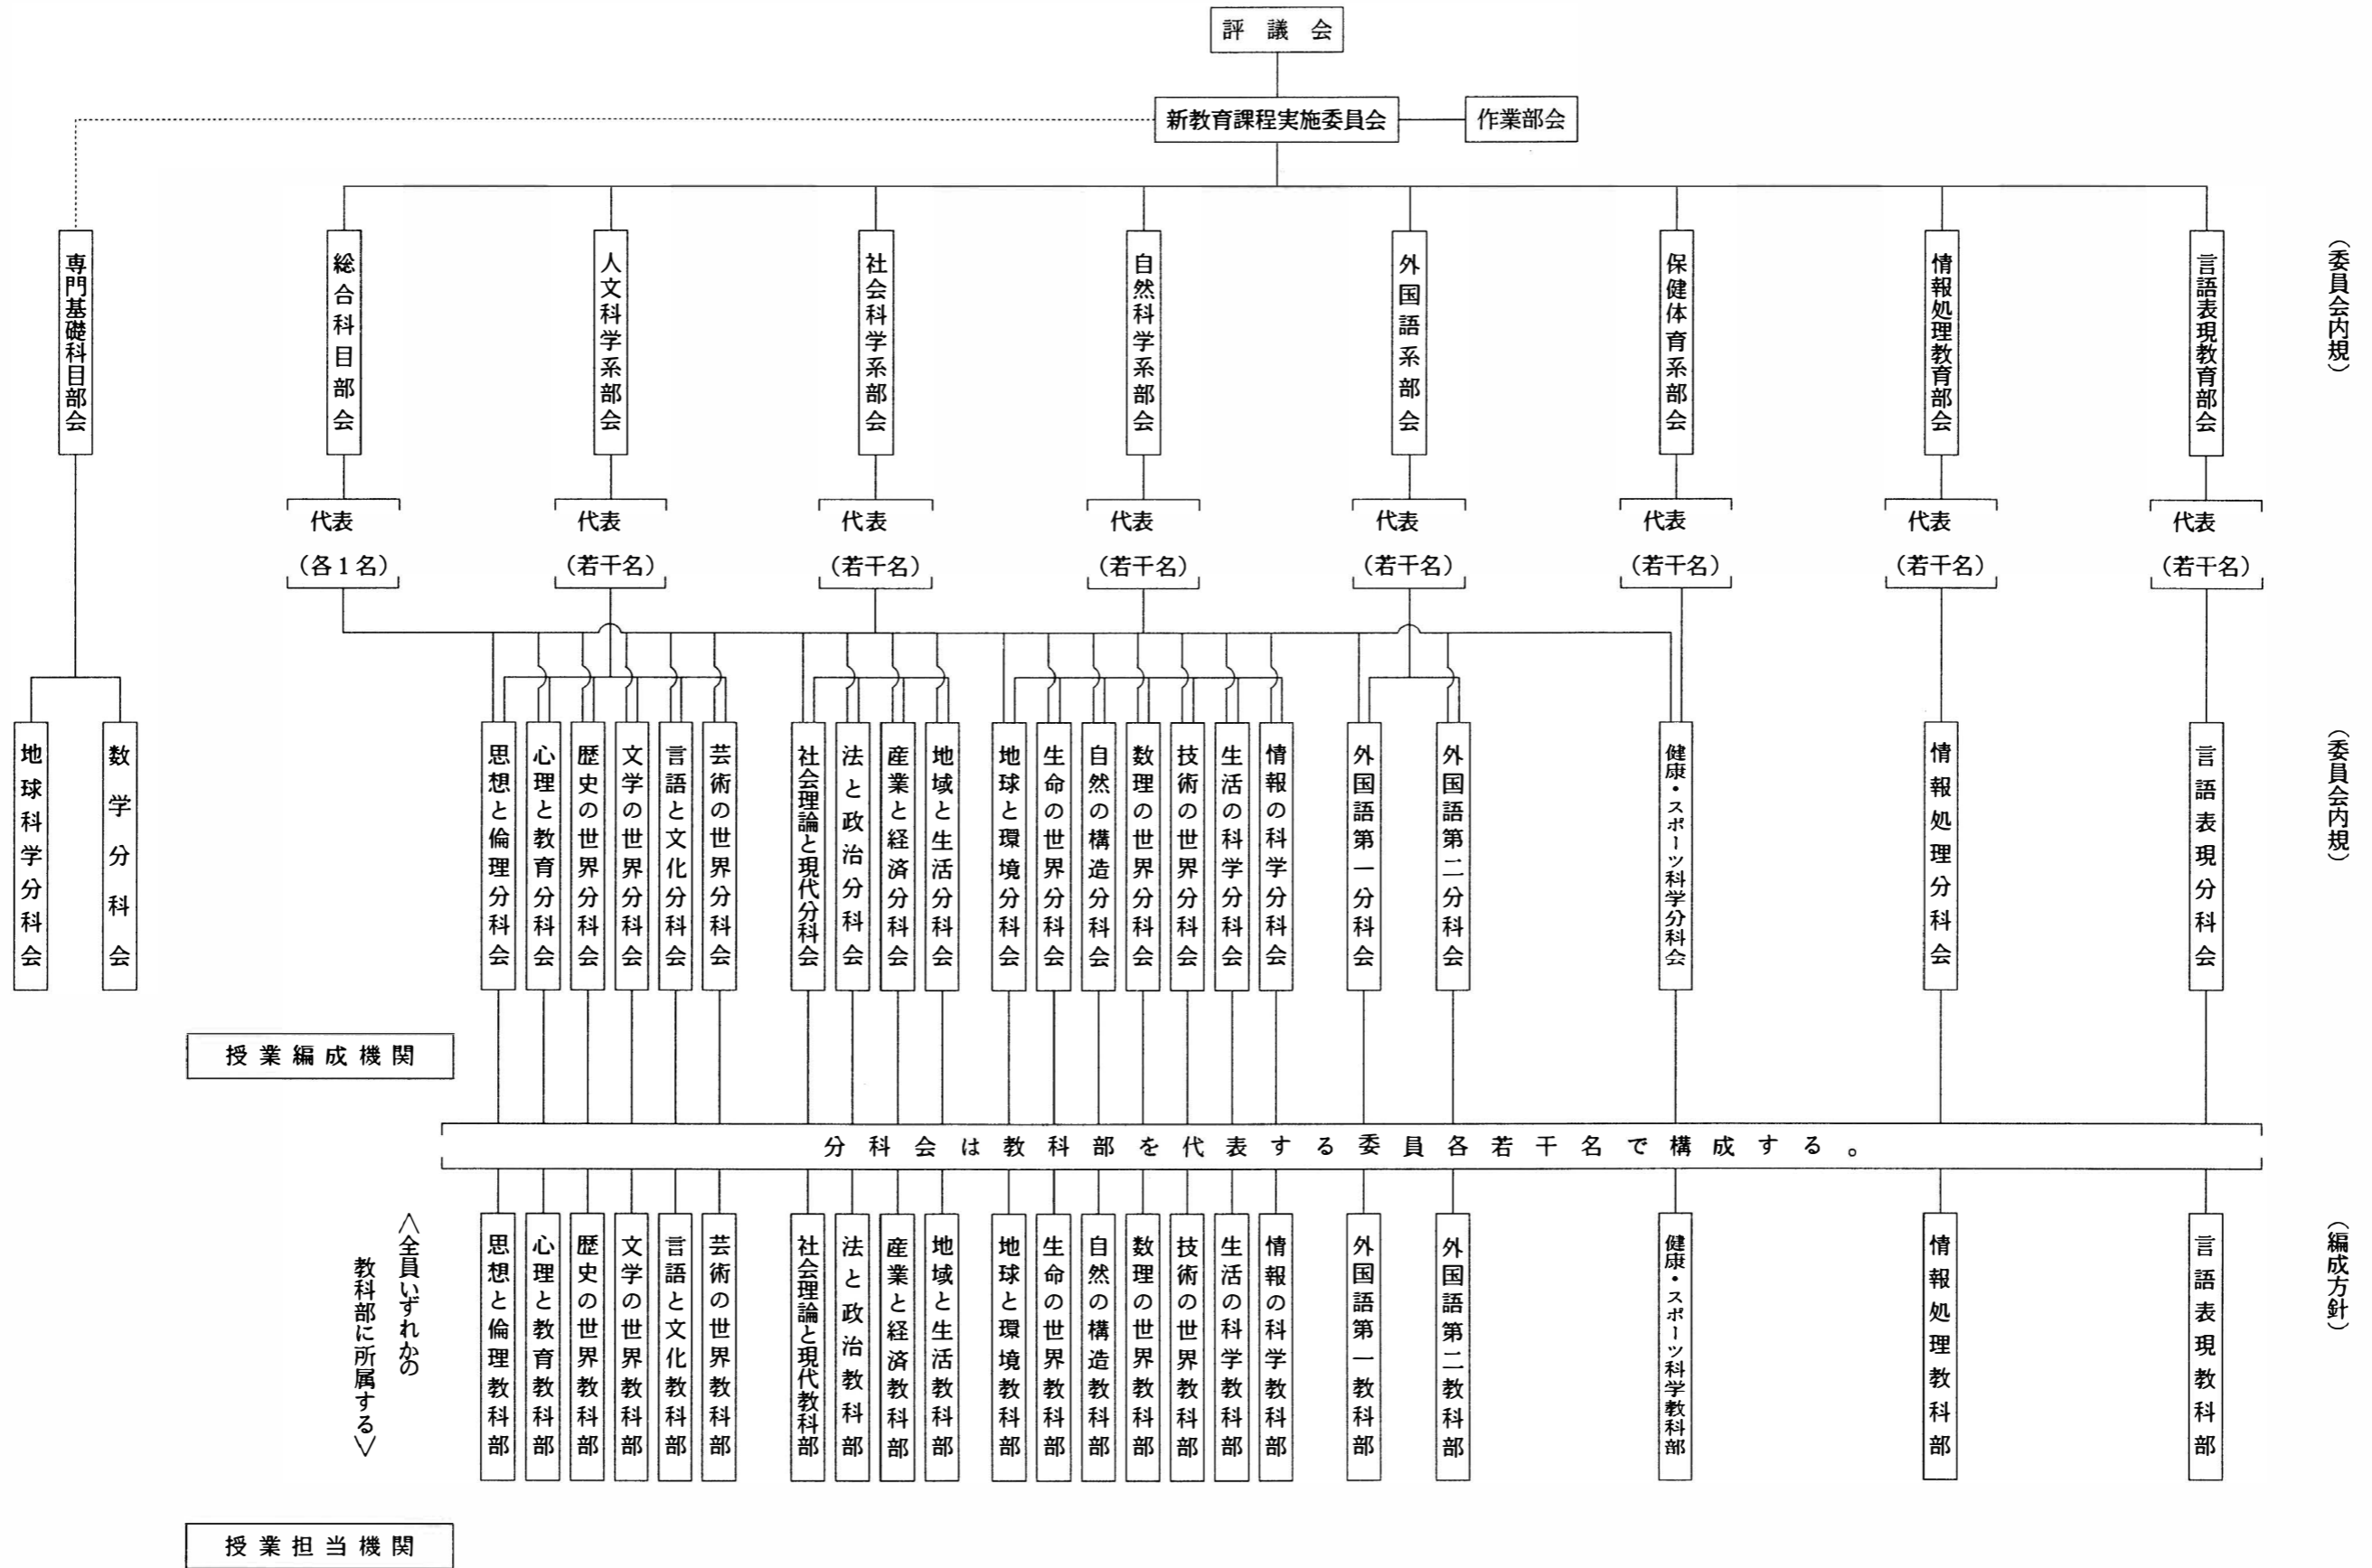 評議会
新教育課程実施委員会
作業部会
専門基礎科目部会
総合科目部会
人文科学系部会
社会科学系部会
自然科学系部会
外国語系部会
保健体育系部会
情報処理教育部会
言語表現教育部会
（委員会内規）
代表
（各1名）
代表
（若干名）
代表
（若干名）
代表
（若干名）
代表
（若干名）
代表
（若干名）
代表
（若干名）
代表
（若干名）
地球科学分科会
数学分科会
思想と倫理分科会
心理と教育分科会
歴史の世界分科会
文学の世界分科会
言語と文化分科会
芸術の世界分科会
社会理論と現代分科会
法と政治分科会
産業と経済分科会
地域と生活分科会
地球と環境分科会
生命の世界分科会
自然の構造分科会
数理の世界分科会
技術の世界分科会
生活の科学分科会
情報の科学分科会
外国語第一分科会
外国語第二分科会
健康・スポーツ科学分科会
情報処理分科会
言語表現分科会
（委員会内規）
授業編成機関
分科会は教科部を代表する委員各若干名で構成する。
〈全員いずれかの
教科部に所属する〉
思想と倫理教科部
心理と教育教科部
歴史の世界教科部
文学の世界教科部
言語と文化教科部
芸術の世界教科部
社会理論と現代教科部
法と政治教科部
産業と経済教科部
地域と生活教科部
地球と環境教科部
生命の世界教科部
自然の構造教科部
数理の世界教科部
技術の世界教科部
生活の科学教科部
情報の科学教科部
外国語第一教科部
外国語第二教科部
健康・スポーツ科学教科部
情報処理教科部
言語表現教科部
（編成方針）
授業担当機関